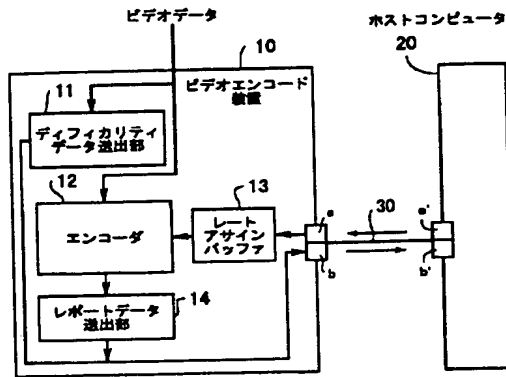 ビデオデータ
ホストコンピュータ
10
20
ビデオエンコード
装置
11
ディフィカリティ
データ送出部
12
エンコーダ
13
レート
アサイン
バッファ
a
b
30
a'
b'
14
レポートデータ
送出部